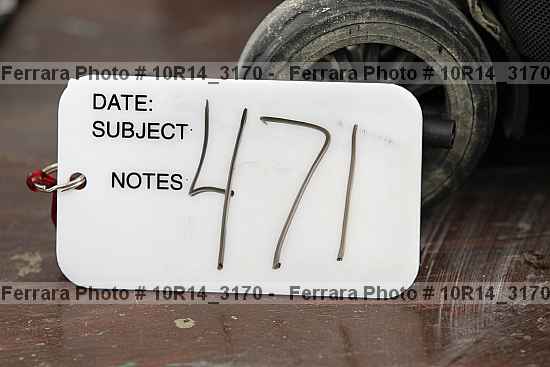 Ferrara Photo # 10R14_3170 - Ferrara Photo # 10R14_3170
DATE:
SUBJECT
NOTES
471
Ferrara Photo # 10R14_3170 - Ferrara Photo # 10R14_3170